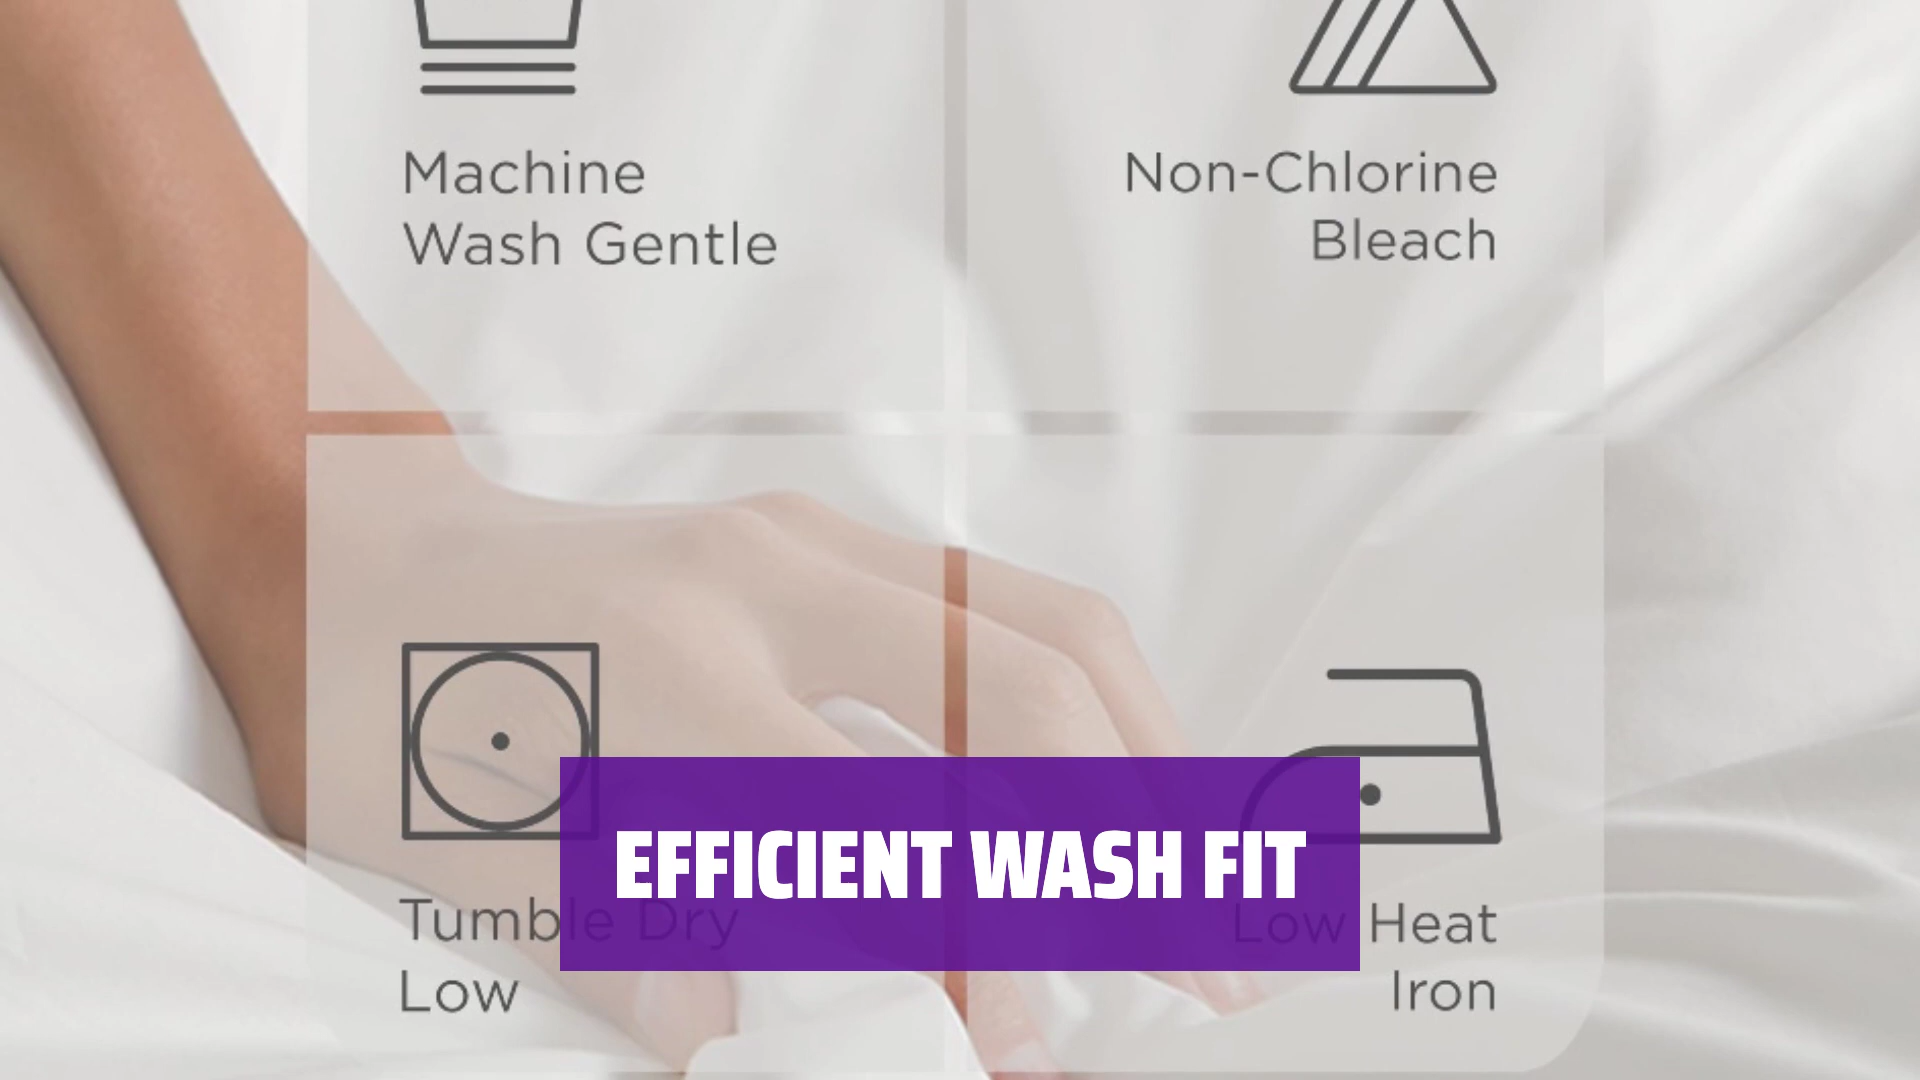 Machine
Wash Gentle
Non-Chlorine
Bleach
Tumble Dry
Low
Low Heat
Iron
EFFICIENT WASH FIT